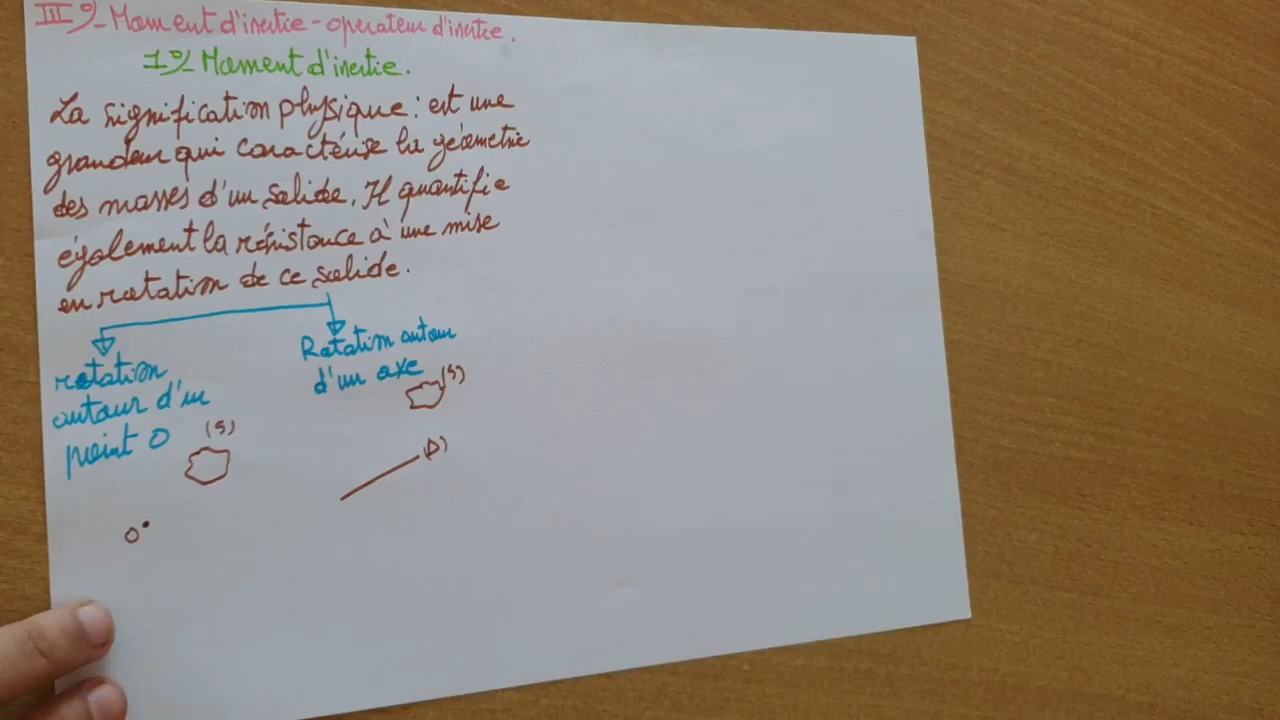 III°/- Moment d'inertie - operateur d'inertie.
1°/- Moment d'inertie.
La signification physique : est une
grandeur qui caractérise la géometrie
des masses d'un solide. Il quantifie
également la résistance à une mise
en rotation de ce solide.
rotation
autour d'un
point O
Rotation autour
d'un axe
(S)
(S)
(Δ)
O